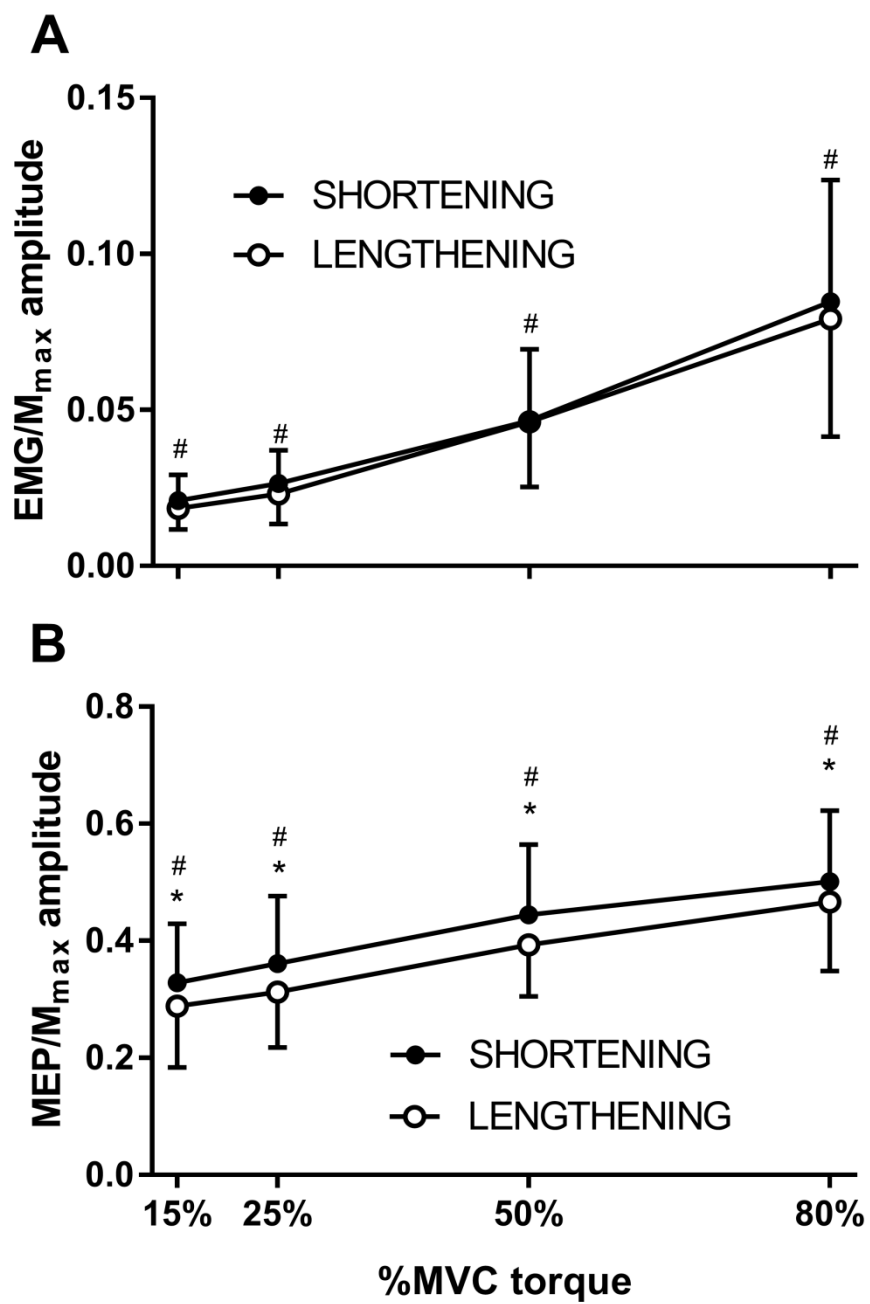 A
0.15
#
SHORTENING
LENGTHENING
0.10
#
EMG/Mmax amplitude
0.05
#
#
0.00
B
0.8
#
*
#
*
MEP/Mmax amplitude
0.6
#
*
#
*
0.4
0.2
SHORTENING
LENGTHENING
0.0
15% 25% 50% 80%
%MVC torque